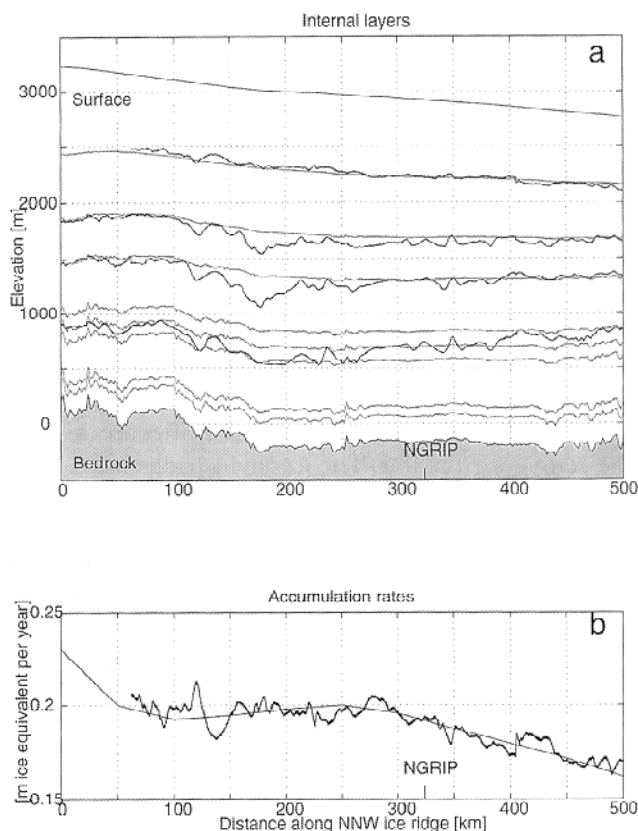 Internal layers
a
3000
Surface
2000
Elevation [m]
1000
0
NGRIP
Bedrock
0 100 200 300 400 500
Accumulation rates
0.25
b
[m ice equivalent per year]
0.2
NGRIP
0.15
0 100 200 300 400 500
Distance along NNW ice ridge [km]